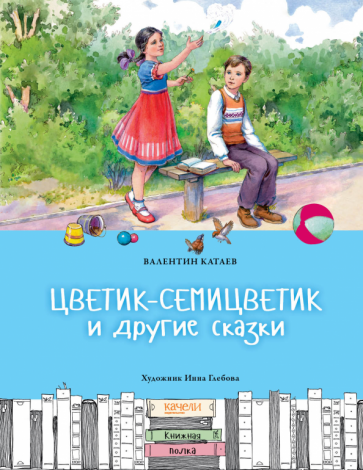 ВАЛЕНТИН КАТАЕВ
ЦВЕТИК-СЕМИЦВЕТИК
и другие сказки
Художник Инна Глебова
КАЧЕЛИ
Книжная
полка